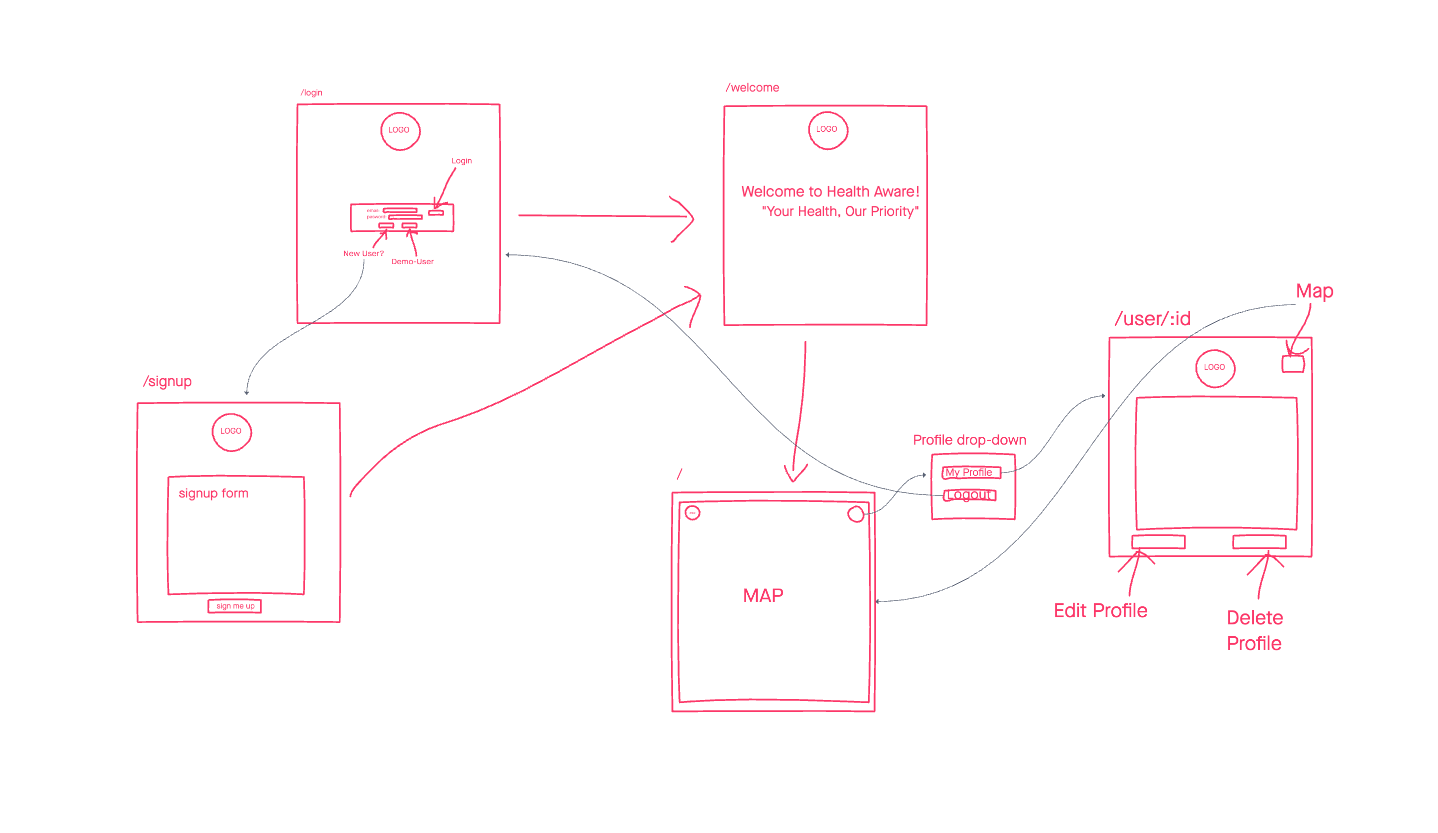 /login
LOGO
Login
email
password
New User?
Demo-User
/welcome
LOGO
Welcome to Health Aware!
"Your Health, Our Priority"
/signup
LOGO
signup form
sign me up
/
MAP
Profile drop-down
My Profile
Logout
Map
/user/:id
LOGO
Edit Profile
Delete
Profile